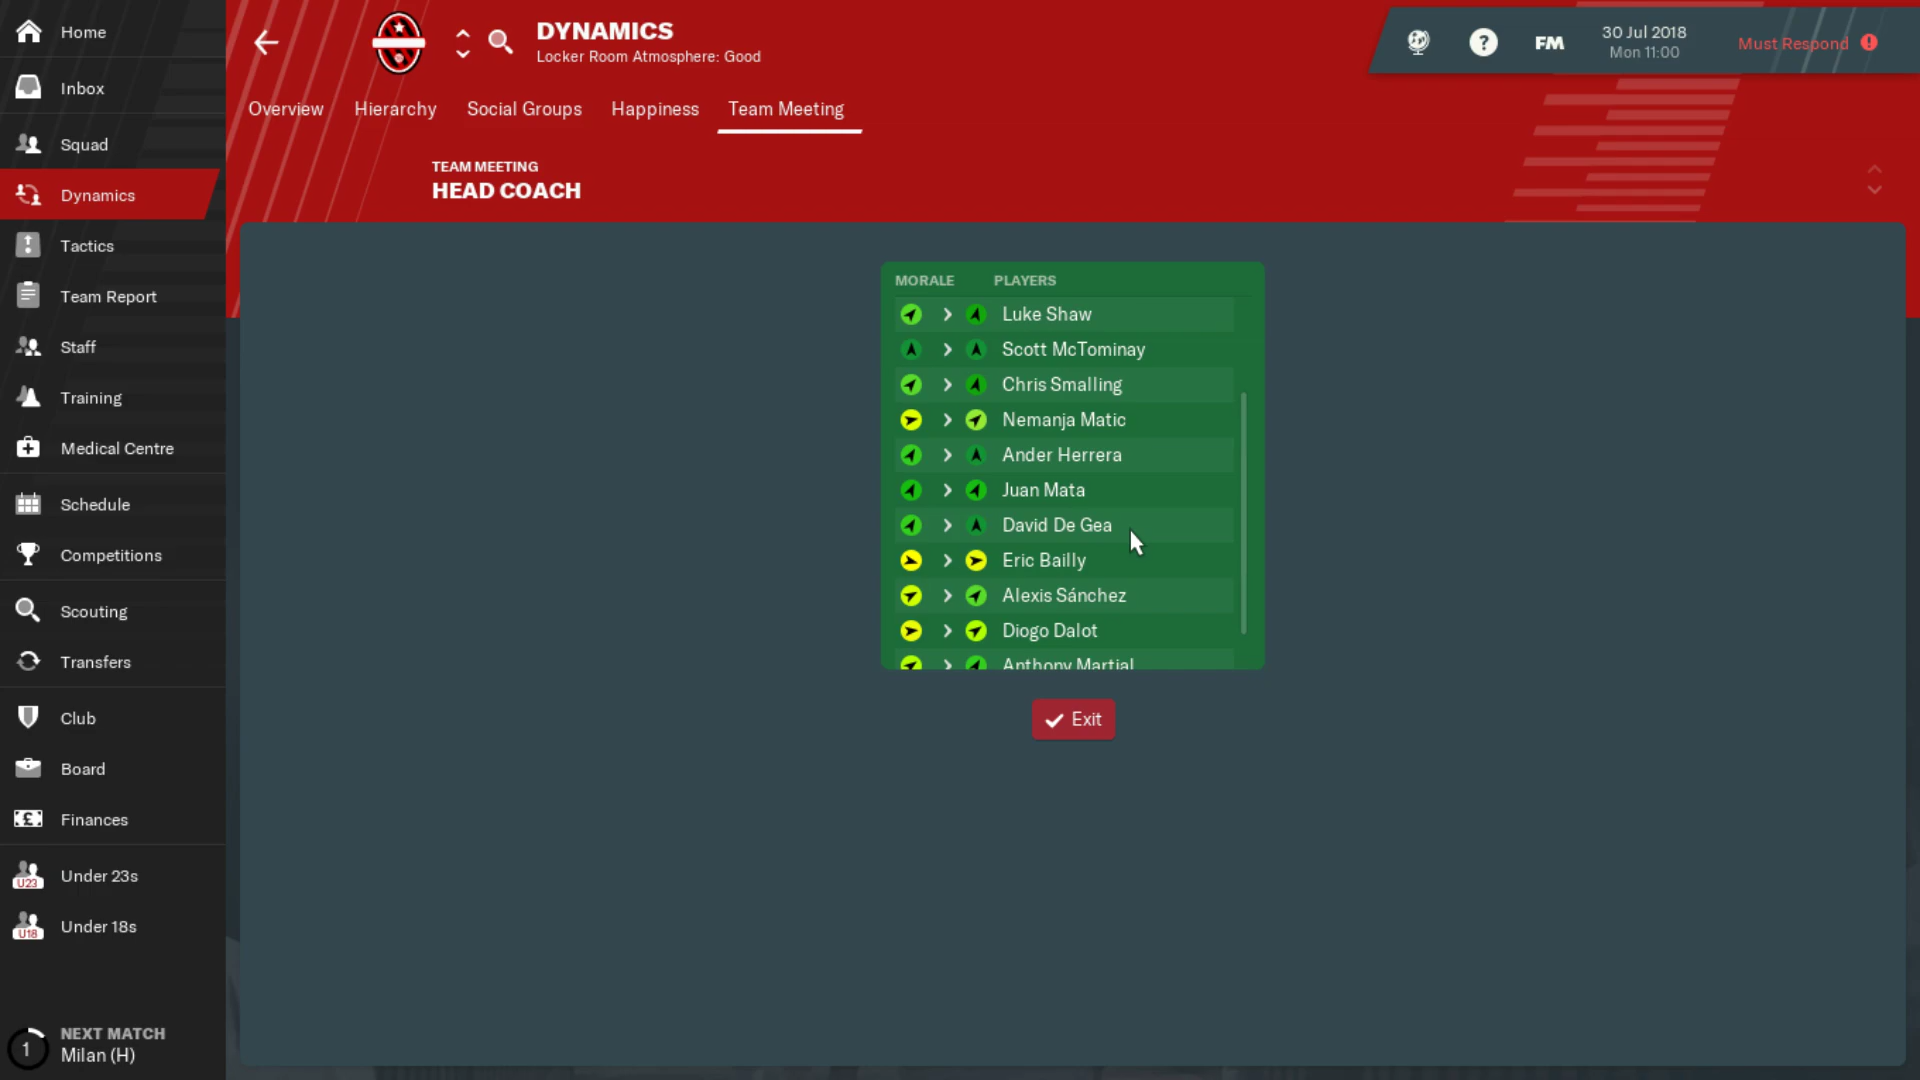 Home
Inbox
Squad
Dynamics
Tactics
Team Report
Staff
Training
Medical Centre
Schedule
Competitions
Scouting
Transfers
Club
Board
Finances
U23
Under 23s
U18
Under 18s
1
NEXT MATCH
Milan (H)
DYNAMICS
Locker Room Atmosphere: Good
?
FM
30 Jul 2018
Mon 11:00
Must Respond
Overview
Hierarchy
Social Groups
Happiness
Team Meeting
TEAM MEETING
HEAD COACH
MORALE PLAYERS
Luke Shaw
Scott McTominay
Chris Smalling
Nemanja Matic
Ander Herrera
Juan Mata
David De Gea
Eric Bailly
Alexis Sánchez
Diogo Dalot
Anthony Martial
Exit